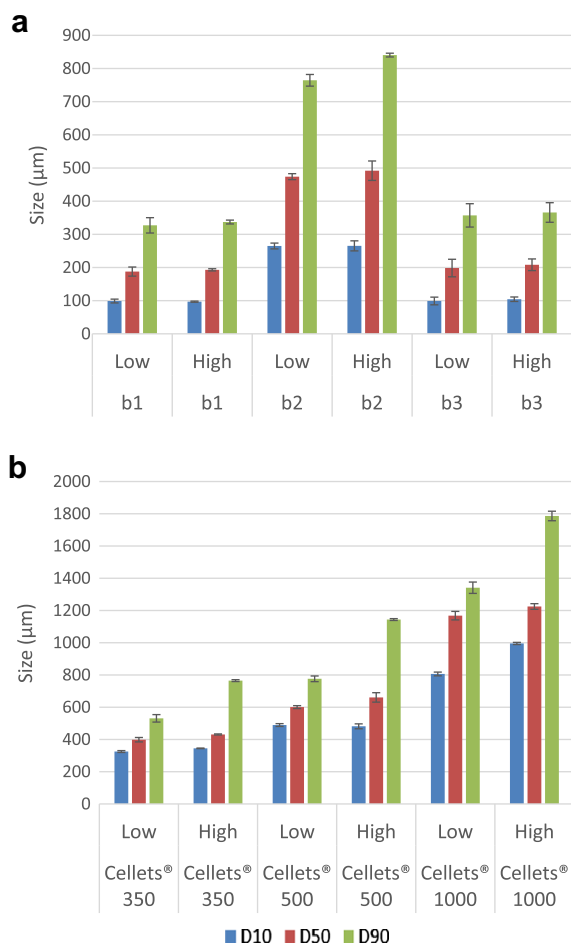 a
900
800
700
600
500
400
300
200
100
0
Size (µm)
Low High Low High Low High
b1 b1 b2 b2 b3 b3
b
2000
1800
1600
1400
1200
1000
800
600
400
200
0
Size (µm)
Low High Low High Low High
Cellets® Cellets® Cellets® Cellets® Cellets® Cellets®
350 350 500 500 1000 1000
D10 D50 D90